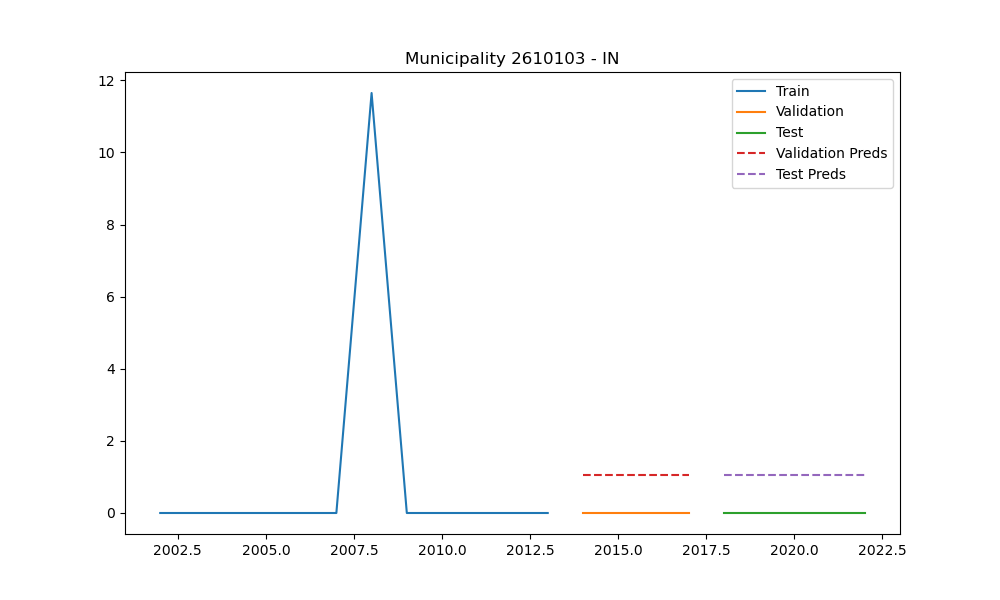 Municipality 2610103 - IN
12
10
8
6
4
2
0
2002.5 2005.0 2007.5 2010.0 2012.5 2015.0 2017.5 2020.0 2022.5
Train
Validation
Test
Validation Preds
Test Preds